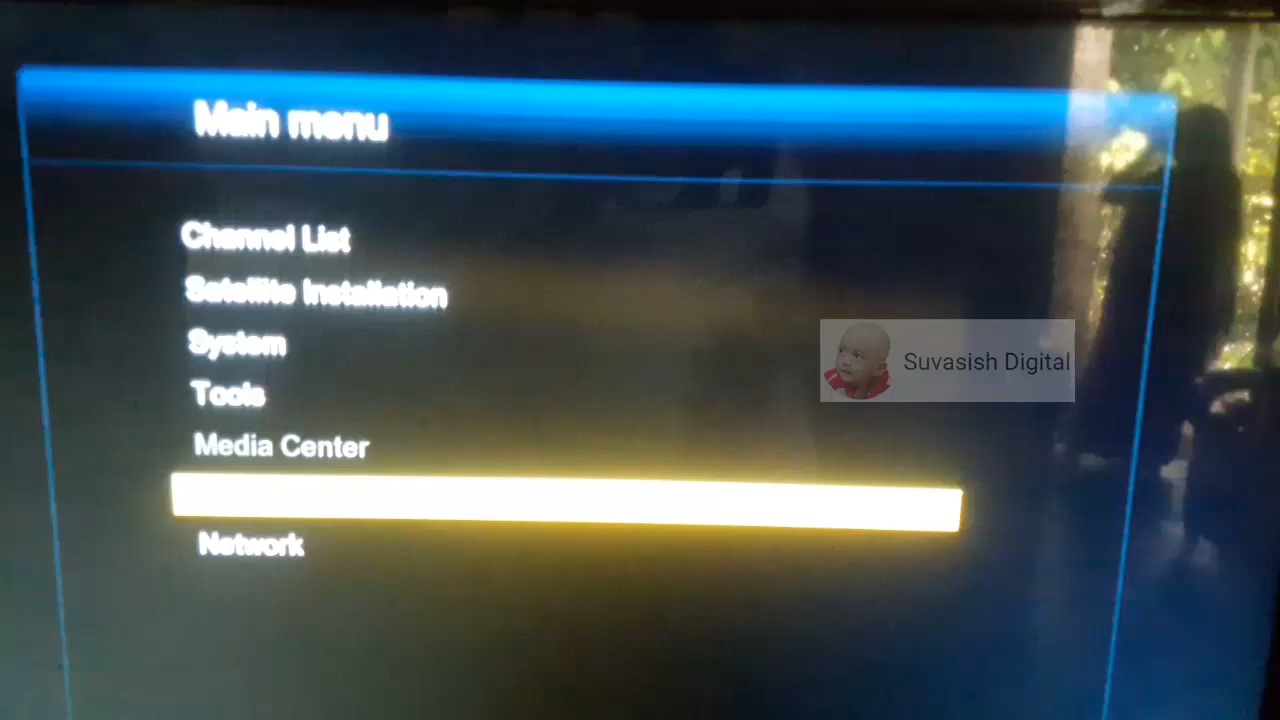 Main menu
Channel List
Satellite Installation
System
Suvasish Digital
Tools
Media Center
Network